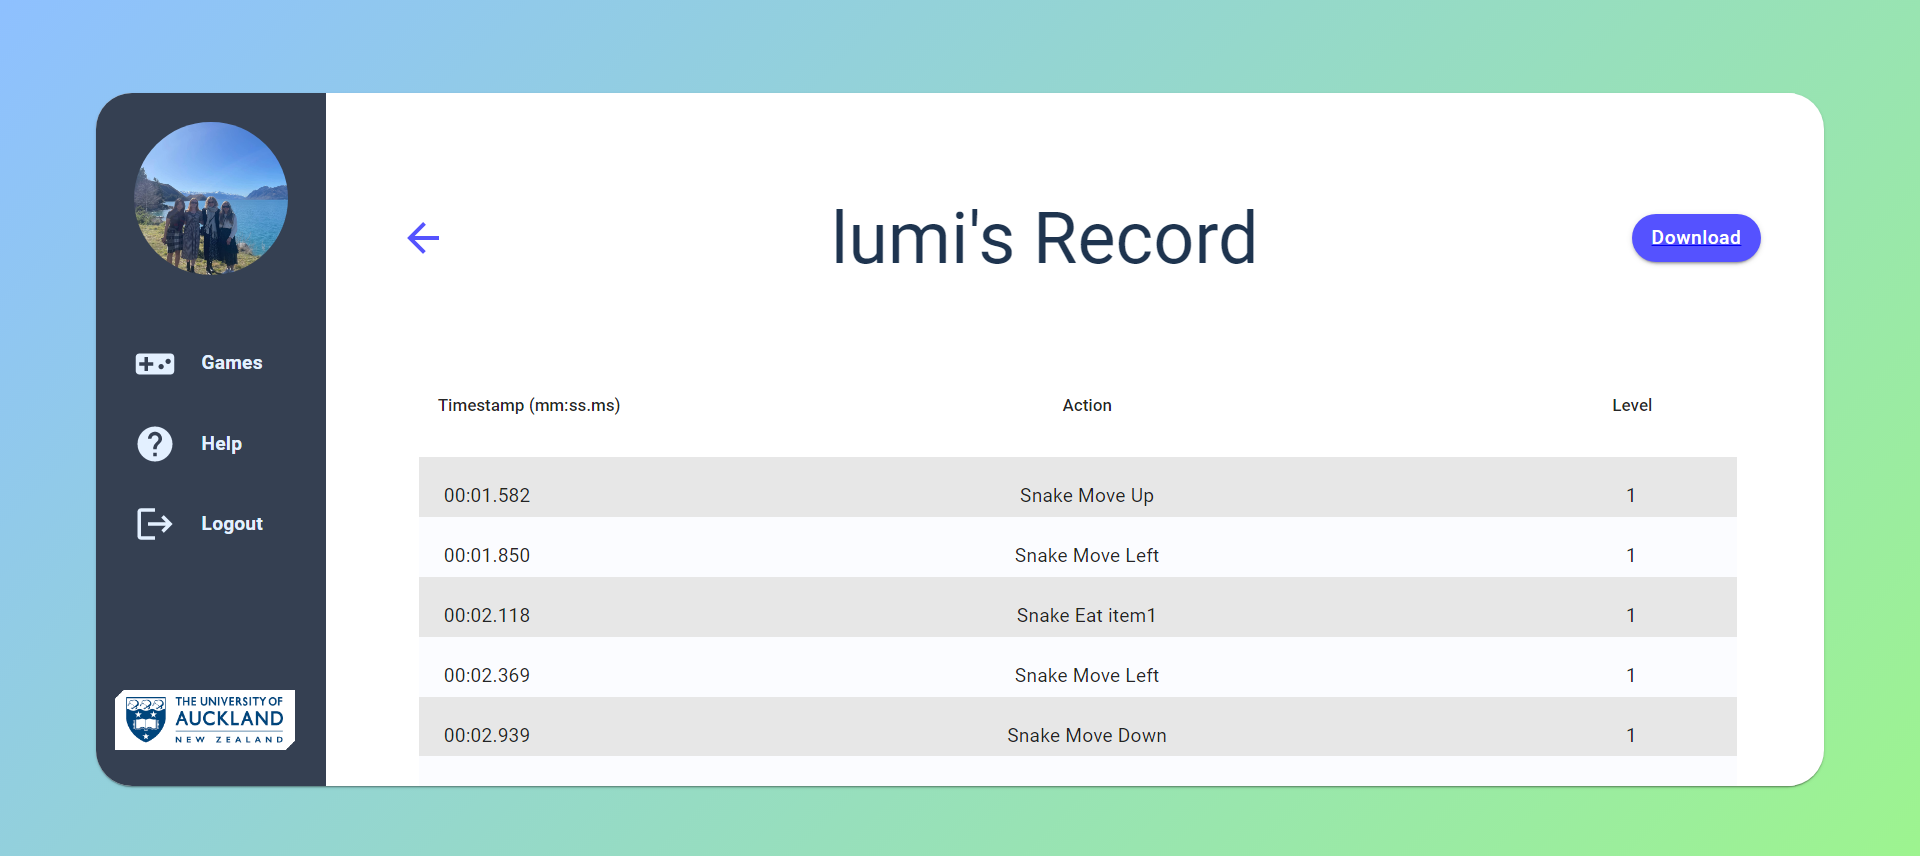 Games
Help
Logout
THE UNIVERSITY OF
AUCKLAND
NEW ZEALAND
lumi's Record
Download
Timestamp (mm:ss.ms) Action Level
00:01.582 Snake Move Up 1
00:01.850 Snake Move Left 1
00:02.118 Snake Eat item1 1
00:02.369 Snake Move Left 1
00:02.939 Snake Move Down 1